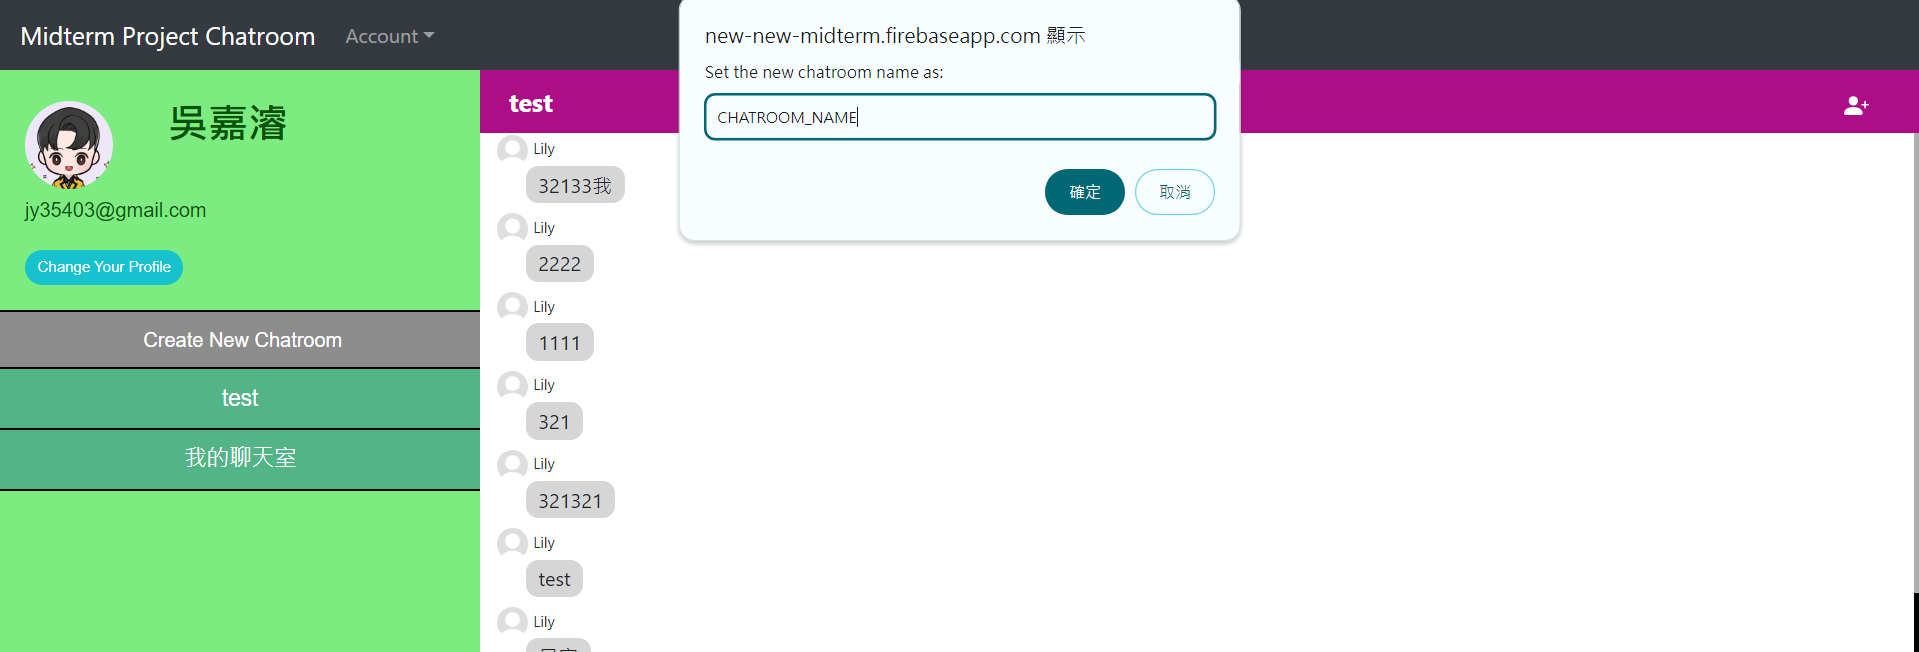 Midterm Project Chatroom
Account
new-new-midterm.firebaseapp.com 顯示
Set the new chatroom name as:
CHATROOM_NAME
確定
取消
吳嘉濬
jy35403@gmail.com
Change Your Profile
Create New Chatroom
test
我的聊天室
test
Lily
32133我
Lily
2222
Lily
1111
Lily
321
Lily
321321
Lily
test
Lily